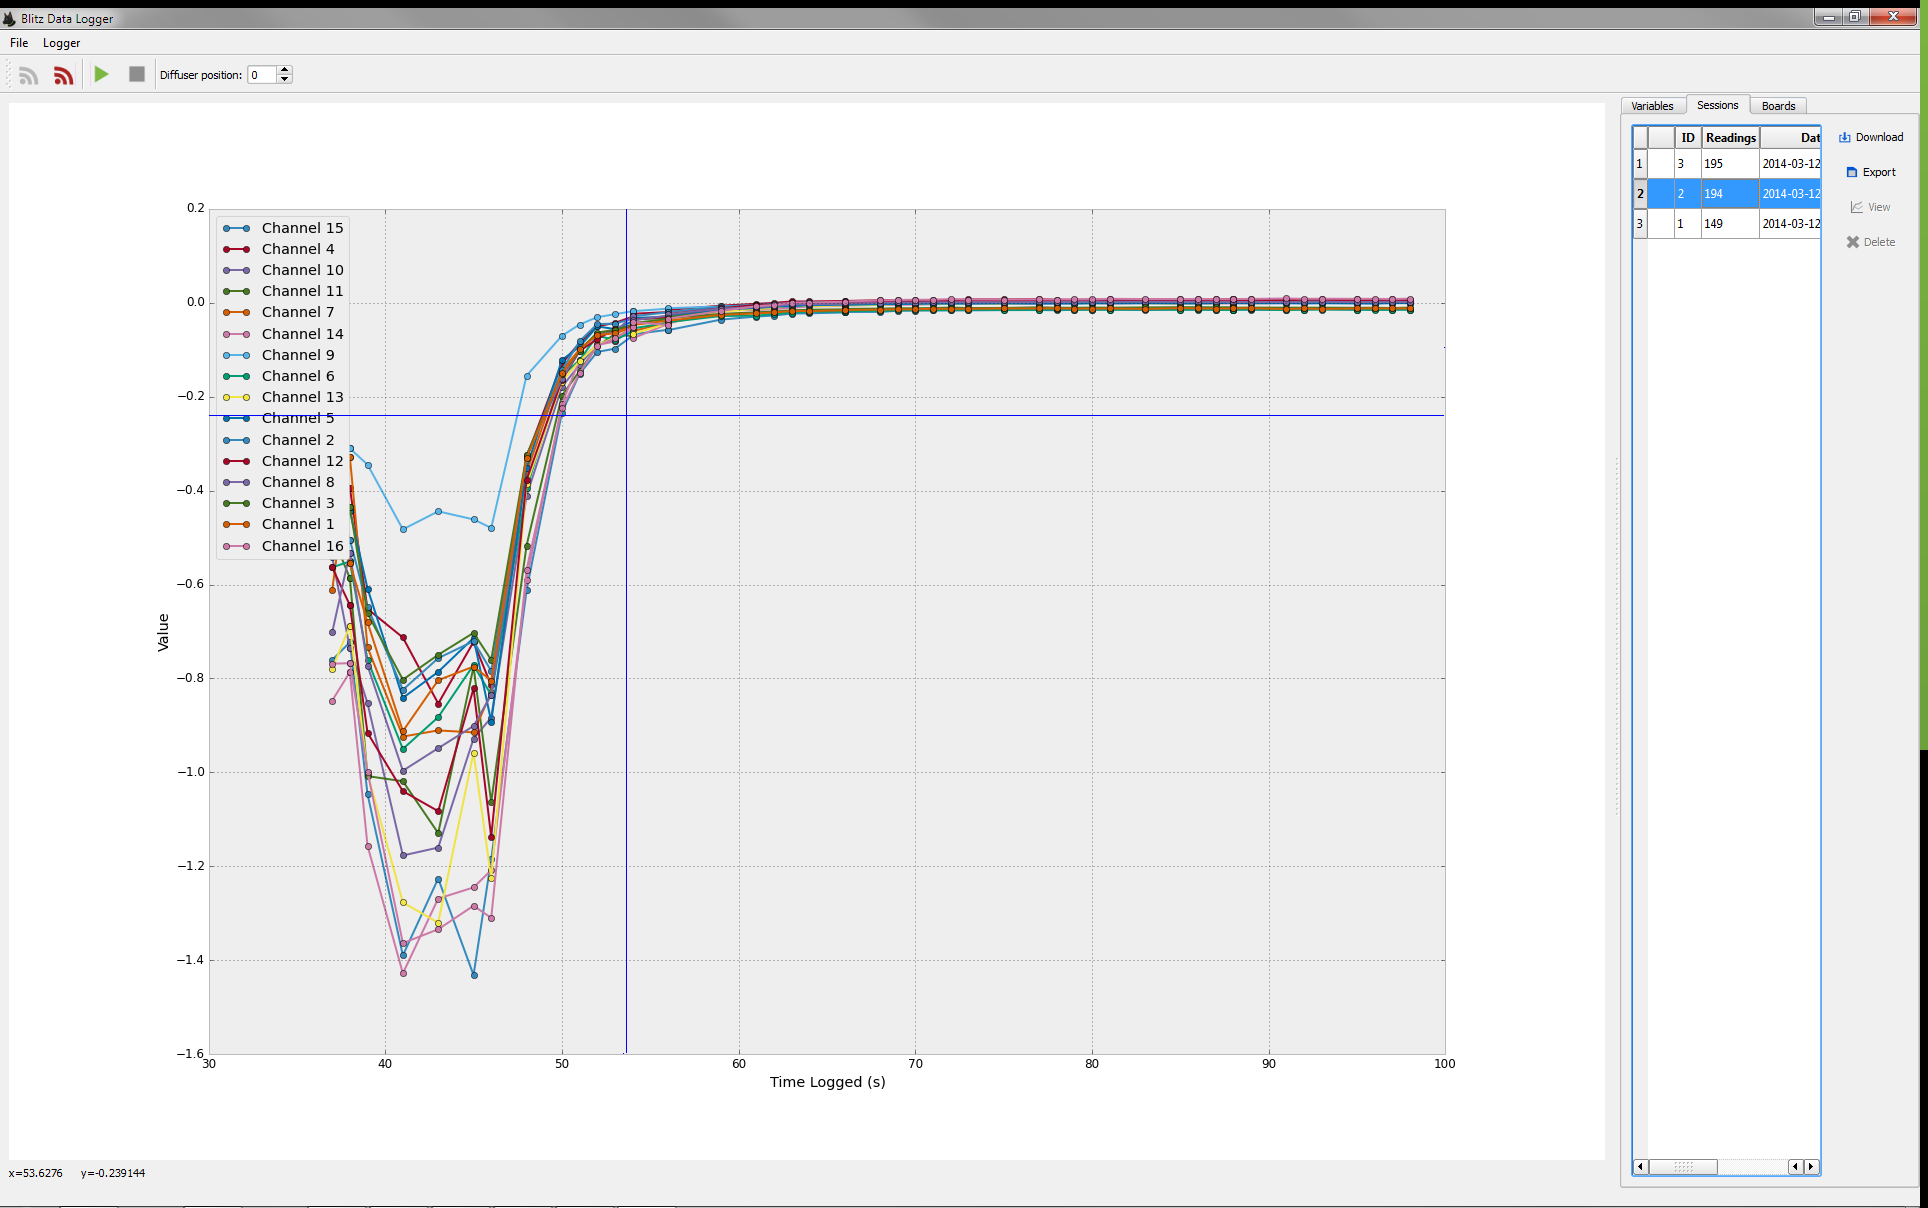 Blitz Data Logger
File Logger
Diffuser position: 0
Variables Sessions Boards
ID Readings Dat
1 3 195 2014-03-12
2 2 194 2014-03-12
3 1 149 2014-03-12
Download
Export
View
Delete
0.2
0.0
−0.2
−0.4
−0.6
−0.8
−1.0
−1.2
−1.4
−1.6
Value
Channel 15
Channel 4
Channel 10
Channel 11
Channel 7
Channel 14
Channel 9
Channel 6
Channel 13
Channel 5
Channel 2
Channel 12
Channel 8
Channel 3
Channel 1
Channel 16
30 40 50 60 70 80 90 100
Time Logged (s)
x=53.6276 y=-0.239144